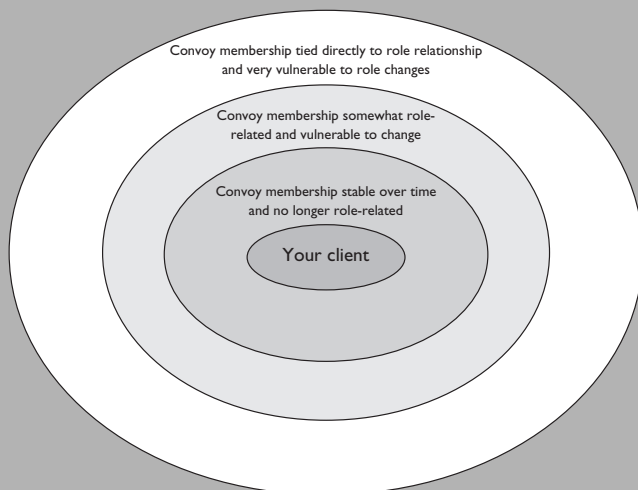 Convoy membership tied directly to role relationship
and very vulnerable to role changes
Convoy membership somewhat role-
related and vulnerable to change
Convoy membership stable over time
and no longer role-related
Your client